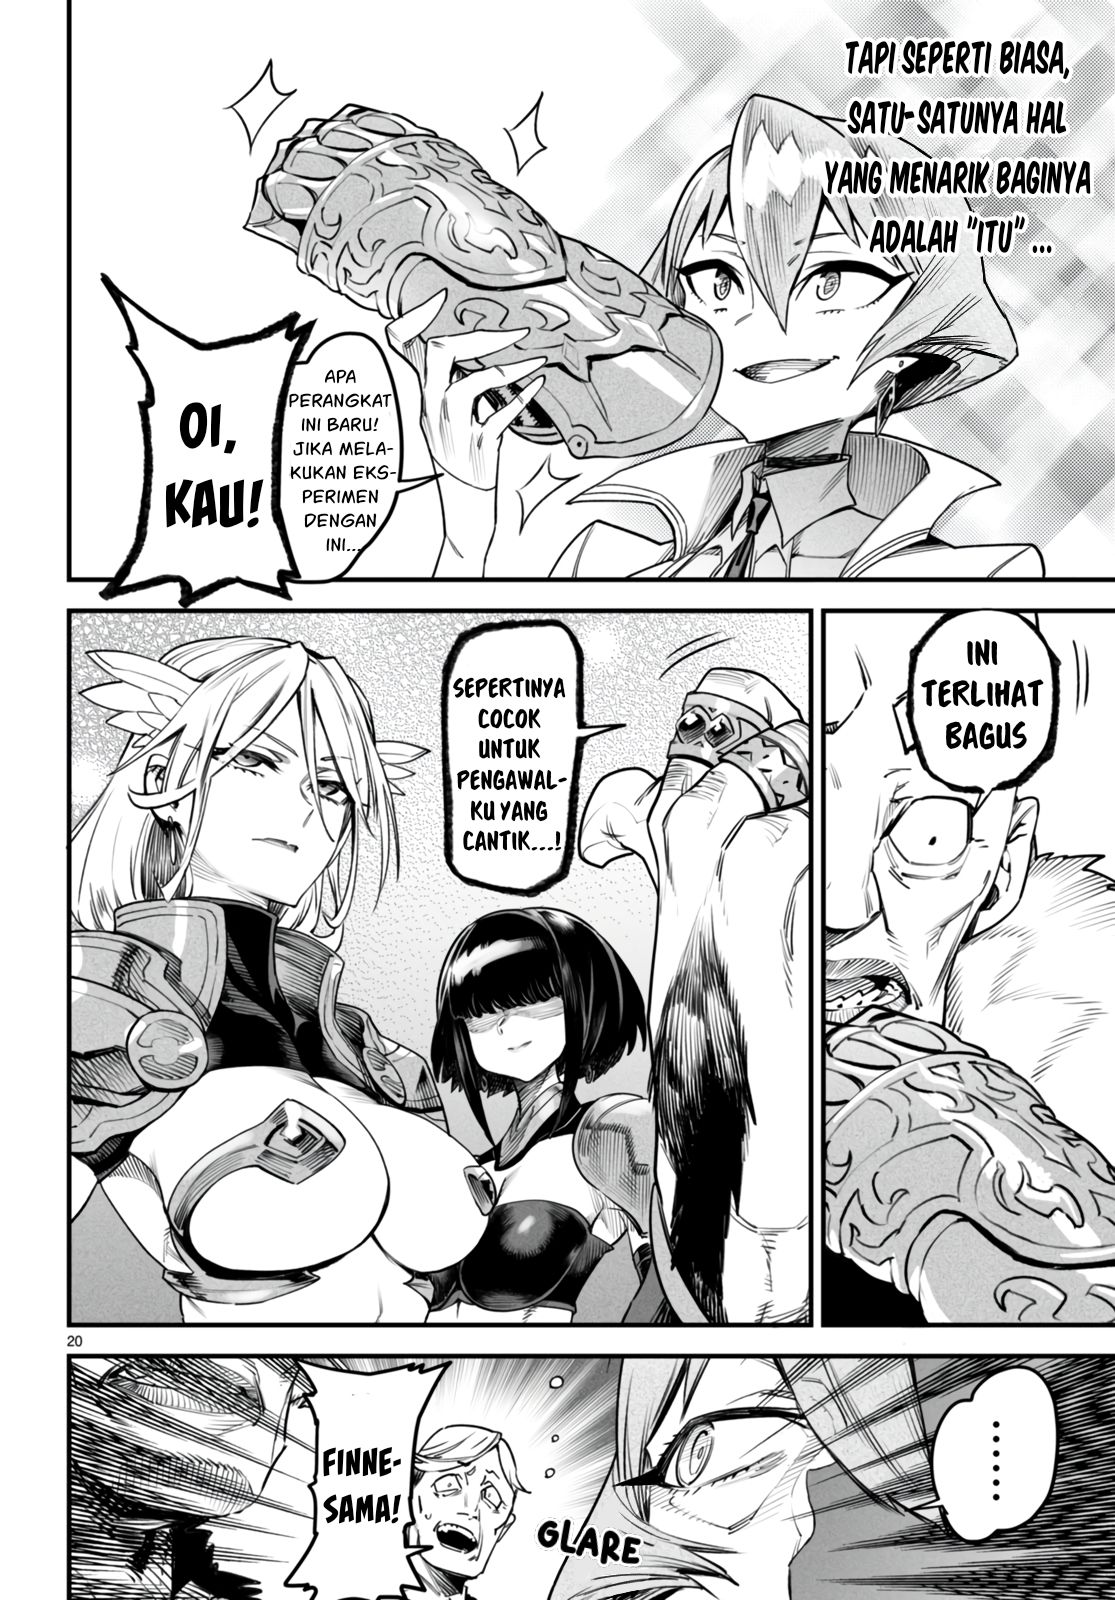 TAPI SEPERTI BIASA,
SATU-SATUNYA HAL
YANG MENARIK BAGINYA
ADALAH "ITU" ...
APA
PERANGKAT
INI BARU!
JIKA MELA-
KUKAN EKS-
PERIMEN
DENGAN
INI...
OI,
KAU!
INI
TERLIHAT
BAGUS
SEPERTINYA
COCOK
UNTUK
PENGAWAL-
KU YANG
CANTIK...!
20
......
GLARE
FINNE-
SAMA!